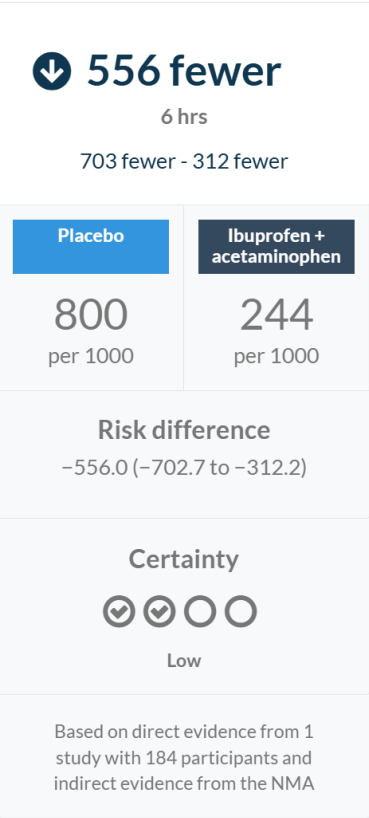 556 fewer
6 hrs
703 fewer - 312 fewer
Placebo
Ibuprofen +
acetaminophen
800
per 1000
244
per 1000
Risk difference
−556.0 (−702.7 to −312.2)
Certainty
Low
Based on direct evidence from 1
study with 184 participants and
indirect evidence from the NMA